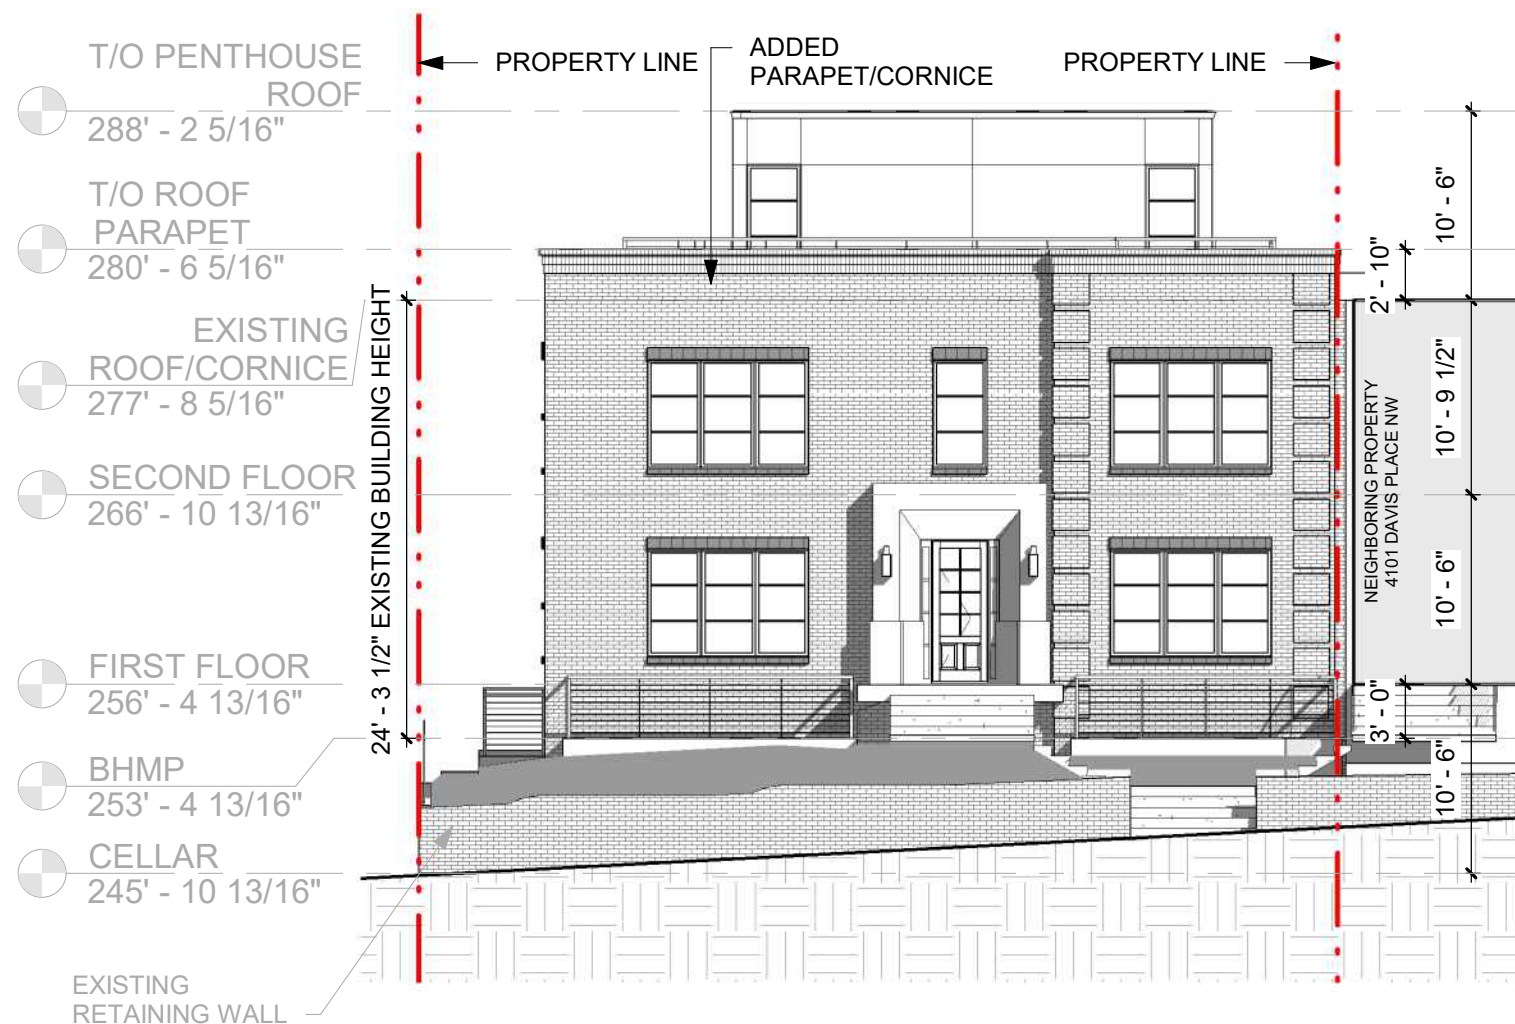 T/O PENTHOUSE
ROOF
288' - 2 5/16"
T/O ROOF
PARAPET
280' - 6 5/16"
EXISTING
ROOF/CORNICE
277' - 8 5/16"
SECOND FLOOR
266' - 10 13/16"
FIRST FLOOR
256' - 4 13/16"
BHMP
253' - 4 13/16"
CELLAR
245' - 10 13/16"
EXISTING
RETAINING WALL
PROPERTY LINE
ADDED
PARAPET/CORNICE
PROPERTY LINE
24' - 3 1/2" EXISTING BUILDING HEIGHT
NEIGHBORING PROPERTY
4101 DAVIS PLACE NW
2' - 10"
3' - 0"
10' - 6"
10' - 9 1/2"
10' - 6"
10' - 6"